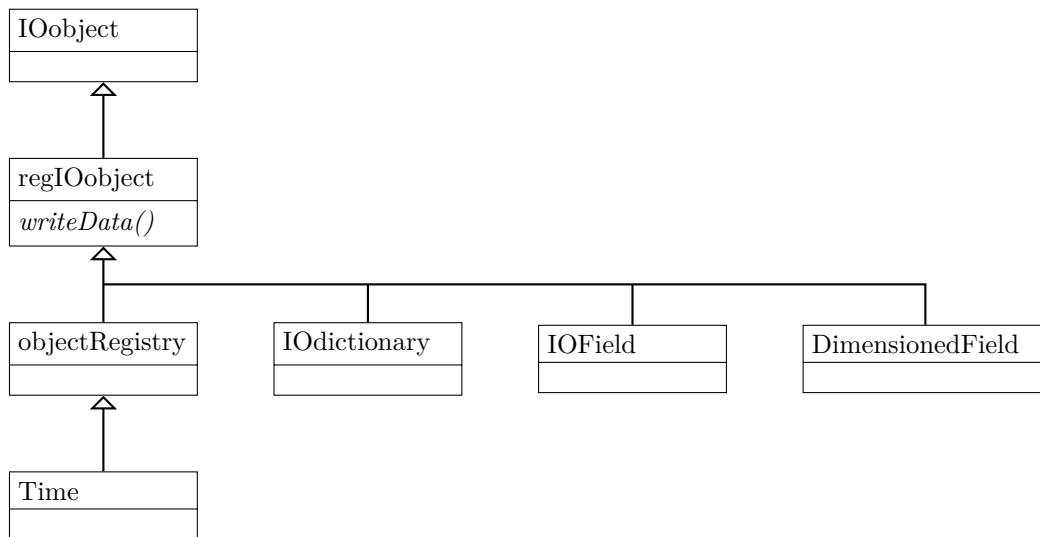 IOobject
regIOobject
writeData()
objectRegistry
IOdictionary
IOField
DimensionedField
Time